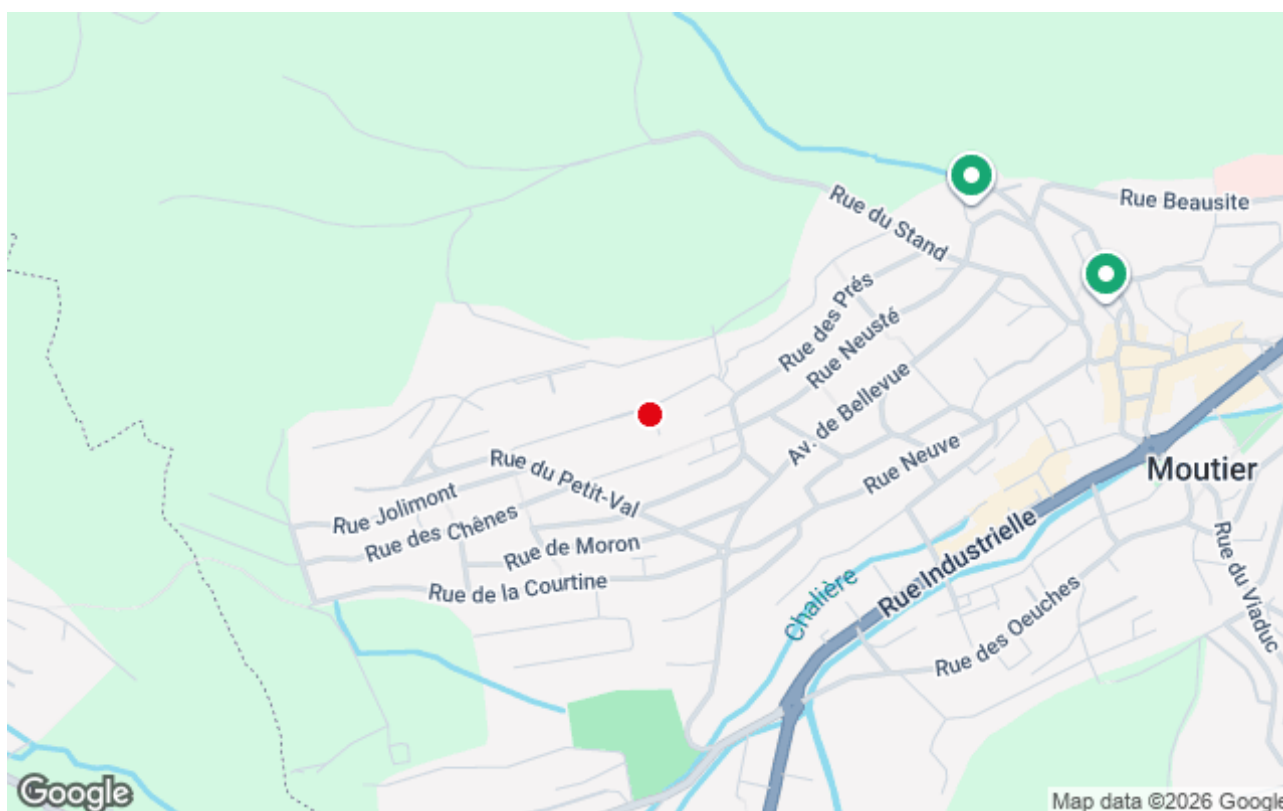 Rue Beausite
Rue du Stand
Rue des Prés
Rue Neusté
Av. de Bellevue
Rue du Petit-Val
Rue Neuve
Moutier
Rue Jolimont
Rue des Chênes
Rue de Moron
Rue de la Courtine
Chalière
Rue Industrielle
Rue du Viaduc
Rue des Oeuches
Google
Map data ©2026 Google